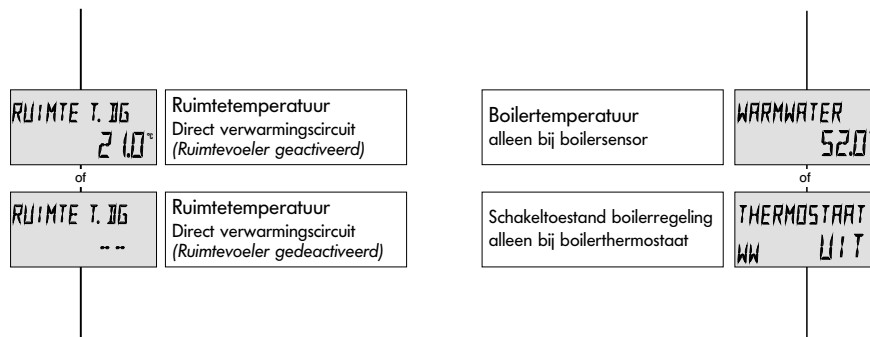 RUIMTE T. DG
21.0 °C
Ruimtetemperatuur
Direct verwarmingscircuit
(Ruimtevoeler geactiveerd)
of
RUIMTE T. DG
-- --
Ruimtetemperatuur
Direct verwarmingscircuit
(Ruimtevoeler gedeactiveerd)
Boilertemperatuur
alleen bij boilersensor
WARMWATER
52.0°
of
Schakeltoestand boilerregeling
alleen bij boilerthermostaat
THERMOSTAAT
WW UIT